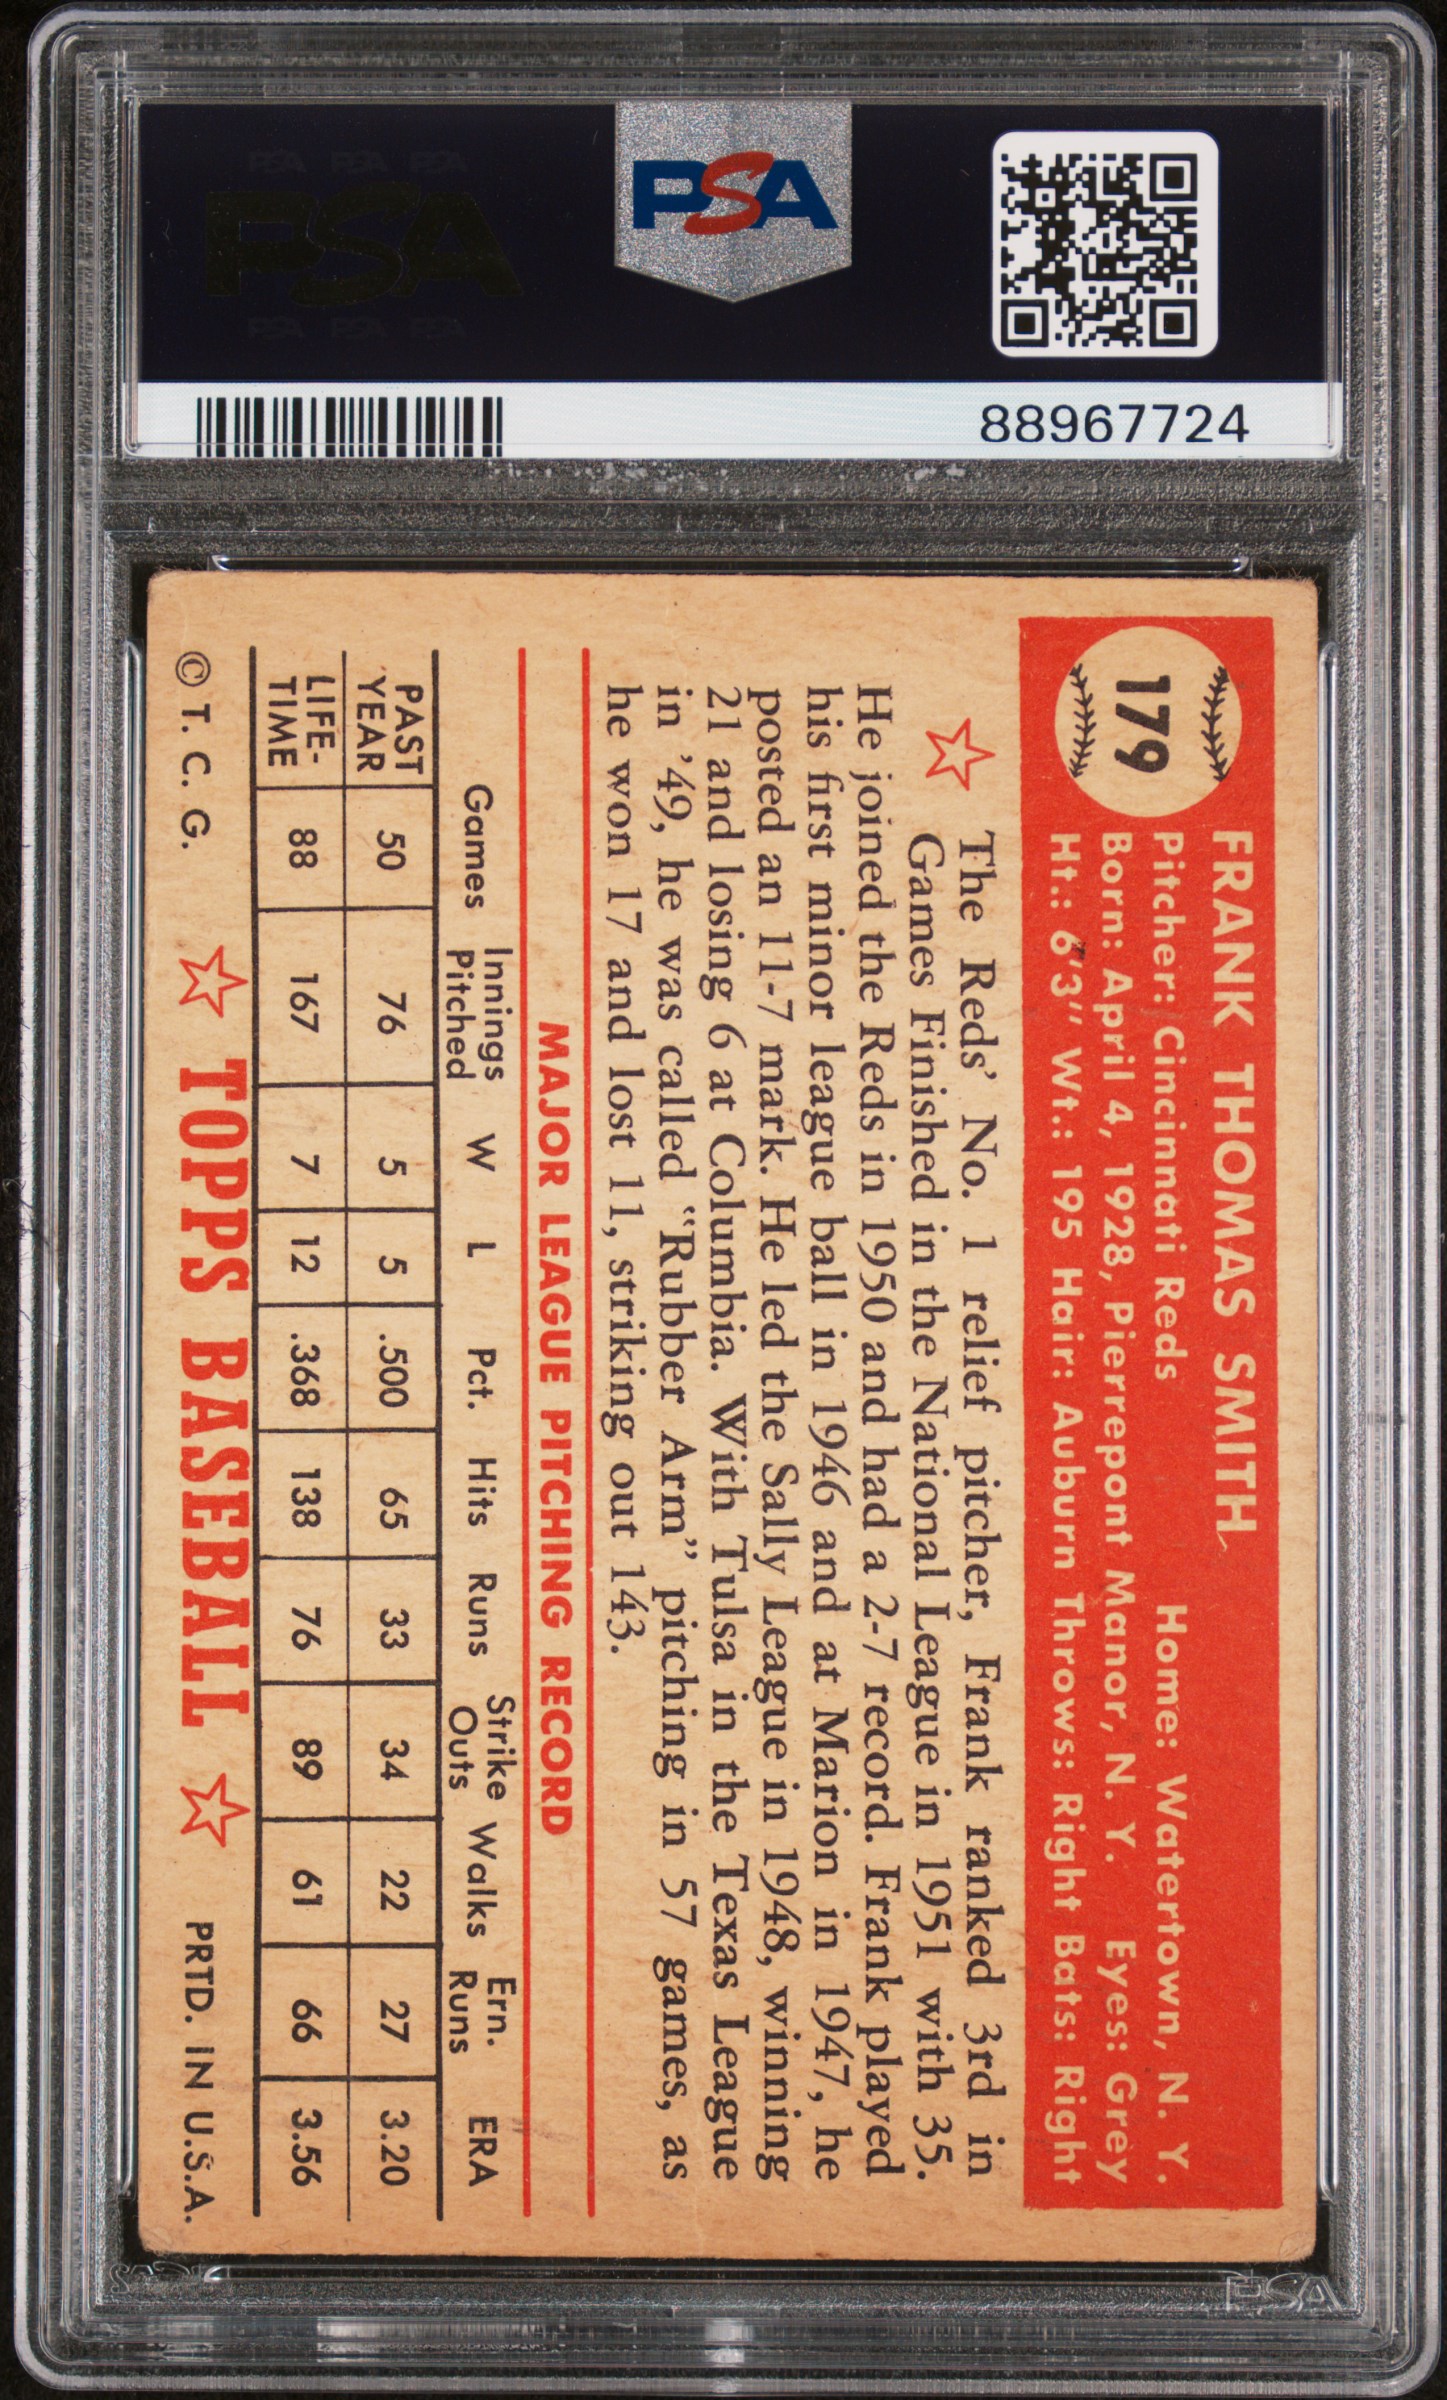 PSA PSA PSA
PSA
PSA PSA PSA
PSA
88967724
179
FRANK THOMAS SMITH
Pitcher: Cincinnati Reds Home: Watertown, N. Y.
Born: April 4, 1928, Pierrepont Manor, N. Y. Eyes: Grey
Ht.: 6'3" Wt.: 195 Hair: Auburn Throws: Right Bats: Right
The Reds' No. 1 relief pitcher, Frank ranked 3rd in
Games Finished in the National League in 1951 with 35.
He joined the Reds in 1950 and had a 2-7 record. Frank played
his first minor league ball in 1946 and at Marion in 1947, he
posted an 11-7 mark. He led the Sally League in 1948, winning
21 and losing 6 at Columbia. With Tulsa in the Texas League
in '49, he was called "Rubber Arm" pitching in 57 games, as
he won 17 and lost 11, striking out 143.
MAJOR LEAGUE PITCHING RECORD
Games Innings Pitched W L Pct. Hits Runs Strike Outs Walks Ern. Runs ERA
PAST YEAR 50 76 5 5 .500 65 33 34 22 27 3.20
LIFE-TIME 88 167 7 12 .368 138 76 89 61 66 3.56
© T. C. G. TOPPS BASEBALL PRTD. IN U.S.A.
PSA